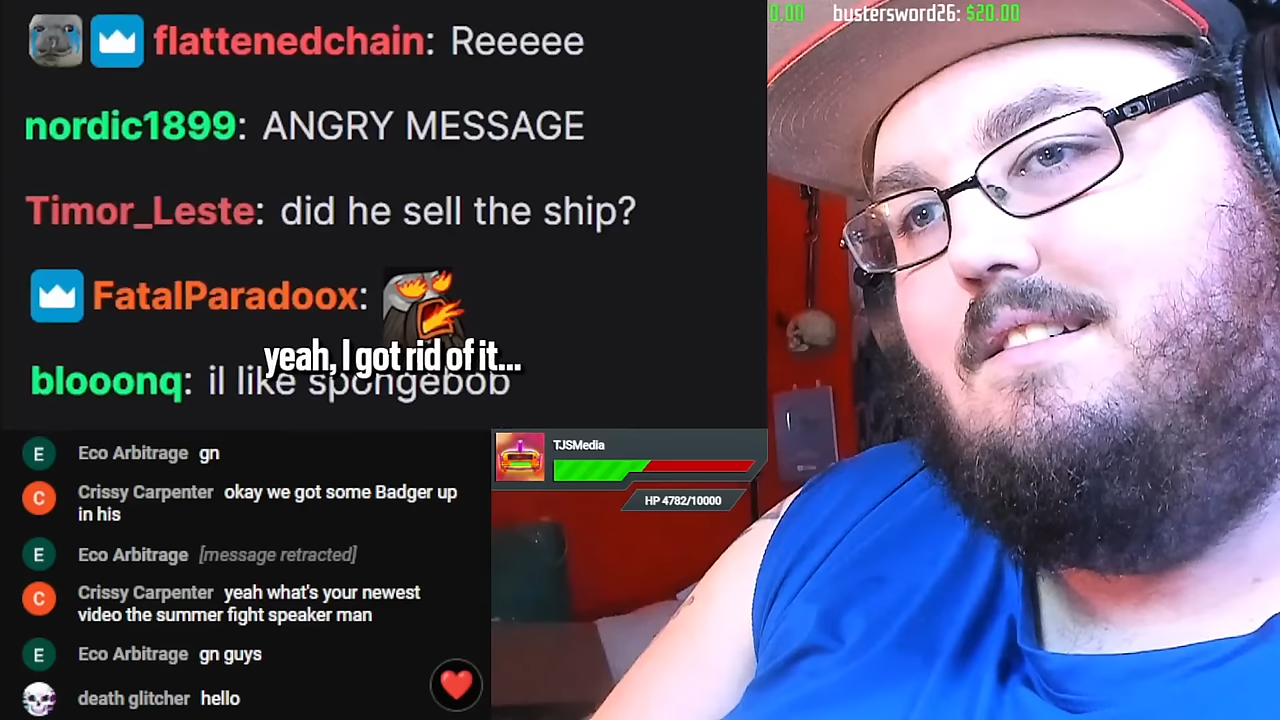 0.00 bustersword26: $20.00
flattenedchain: Reeeee
nordic1899: ANGRY MESSAGE
Timor_Leste: did he sell the ship?
FatalParadoox:
yeah, I got rid of it...
blooonq: il like spongebob
E Eco Arbitrage gn
C Crissy Carpenter okay we got some Badger up
in his
E Eco Arbitrage [message retracted]
C Crissy Carpenter yeah what's your newest
video the summer fight speaker man
E Eco Arbitrage gn guys
death glitcher hello
TJSMedia
HP 4782/10000